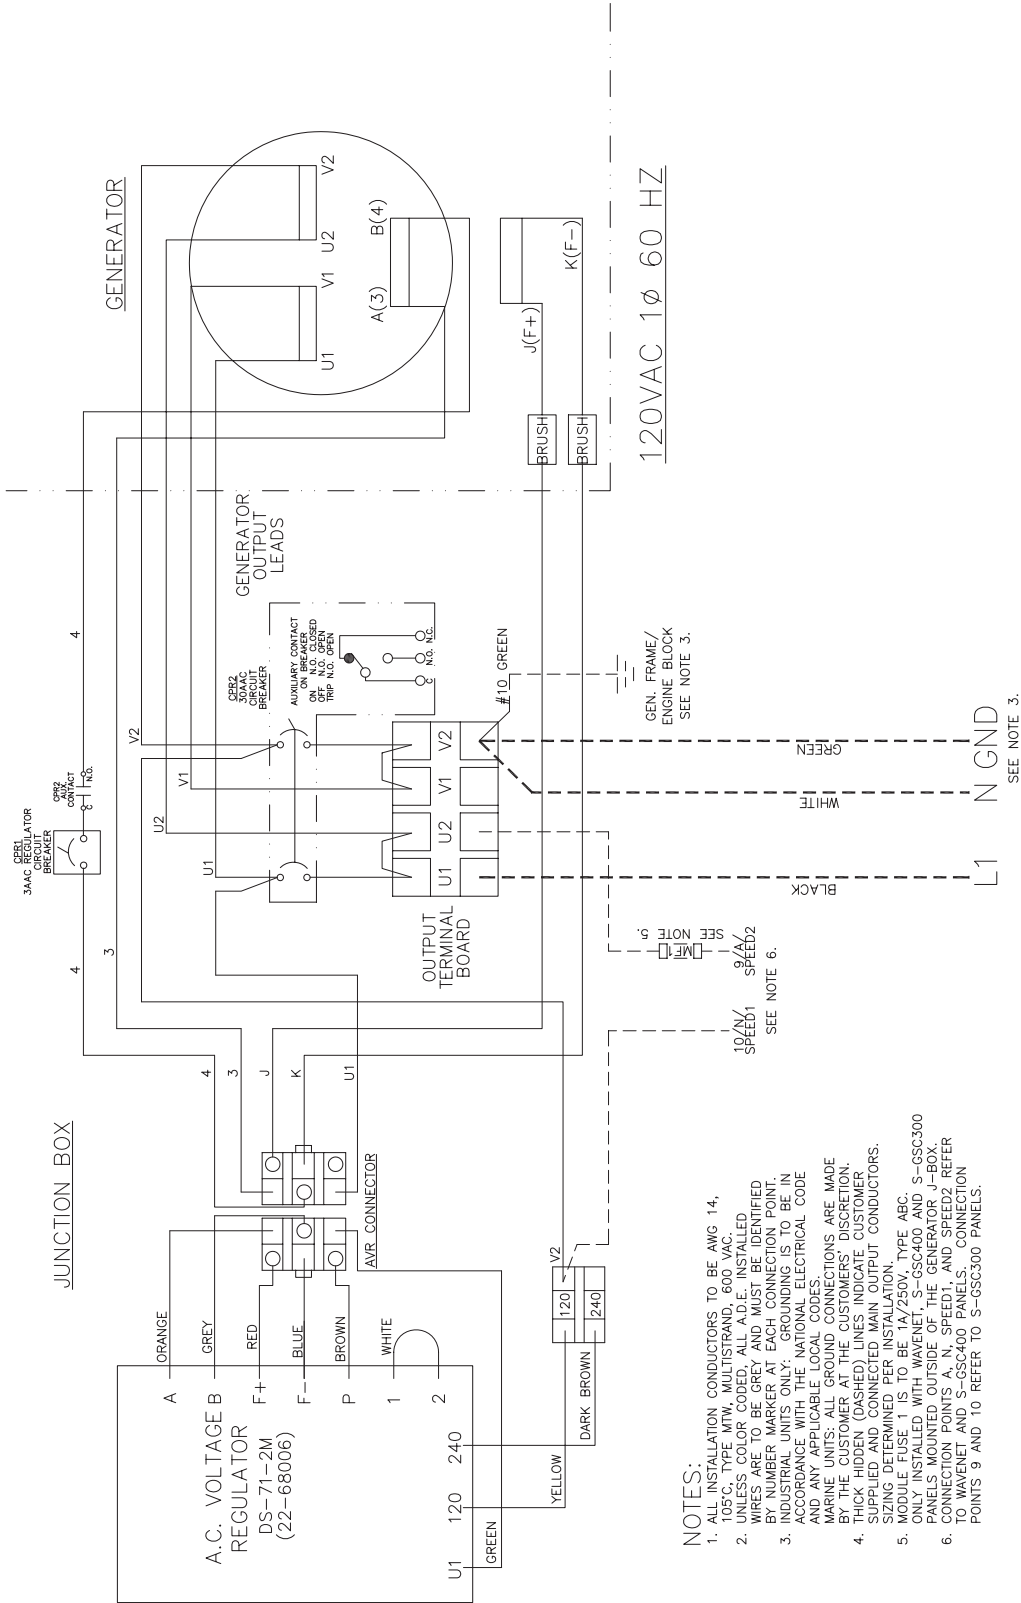 JUNCTION BOX
GENERATOR
CPR1
3AAC REGULATOR
CIRCUIT
BREAKER
CPR2
AUX.
CONTACT
C
N.O.
4
4
3
V2
V1
U2
U1
CPR2
30AAC
CIRCUIT
BREAKER
AUXILIARY CONTACT
ON BREAKER
ON N.O. CLOSED
OFF N.O. OPEN
TRIP N.O. OPEN
C N.O. N.C.
GENERATOR
OUTPUT
LEADS
U1 V1 U2 V2
A(3) B(4)
J(F+)
K(F-)
BRUSH
BRUSH
120VAC 1Ø 60 HZ
A.C. VOLTAGE
REGULATOR
DS-71-2M
(22-68006)
A
B
F+
F-
P
1
2
U1 120 240
ORANGE
GREY
RED
BLUE
BROWN
WHITE
GREEN
YELLOW
DARK BROWN
AVR CONNECTOR
4
3
J
K
U1
V2
120
240
OUTPUT
TERMINAL
BOARD
U1 U2 V1 V2
#10 GREEN
GEN. FRAME/
ENGINE BLOCK
SEE NOTE 3.
MF1
SEE NOTE 5.
10/N/
SPEED1
9/A/
SPEED2
SEE NOTE 6.
BLACK
WHITE
GREEN
L1 N GND
SEE NOTE 3.
NOTES:
1. ALL INSTALLATION CONDUCTORS TO BE AWG 14,
105°C, TYPE MTW, MULTISTRAND, 600 VAC.
2. UNLESS COLOR CODED, ALL A.D.E. INSTALLED
WIRES ARE TO BE GREY AND MUST BE IDENTIFIED
BY NUMBER MARKER AT EACH CONNECTION POINT.
3. INDUSTRIAL UNITS ONLY: GROUNDING IS TO BE IN
ACCORDANCE WITH THE NATIONAL ELECTRICAL CODE
AND ANY APPLICABLE LOCAL CODES.
MARINE UNITS: ALL GROUND CONNECTIONS ARE MADE
BY THE CUSTOMER AT THE CUSTOMERS' DISCRETION.
4. THICK HIDDEN (DASHED) LINES INDICATE CUSTOMER
SUPPLIED AND CONNECTED MAIN OUTPUT CONDUCTORS.
SIZING DETERMINED PER INSTALLATION.
5. MODULE FUSE 1 IS TO BE 1A/250V, TYPE ABC.
ONLY INSTALLED WITH WAVENET, S-GSC400 AND S-GSC300
PANELS MOUNTED OUTSIDE OF THE GENERATOR J-BOX.
6. CONNECTION POINTS A, N, SPEED1, AND SPEED2 REFER
TO WAVENET AND S-GSC400 PANELS. CONNECTION
POINTS 9 AND 10 REFER TO S-GSC300 PANELS.